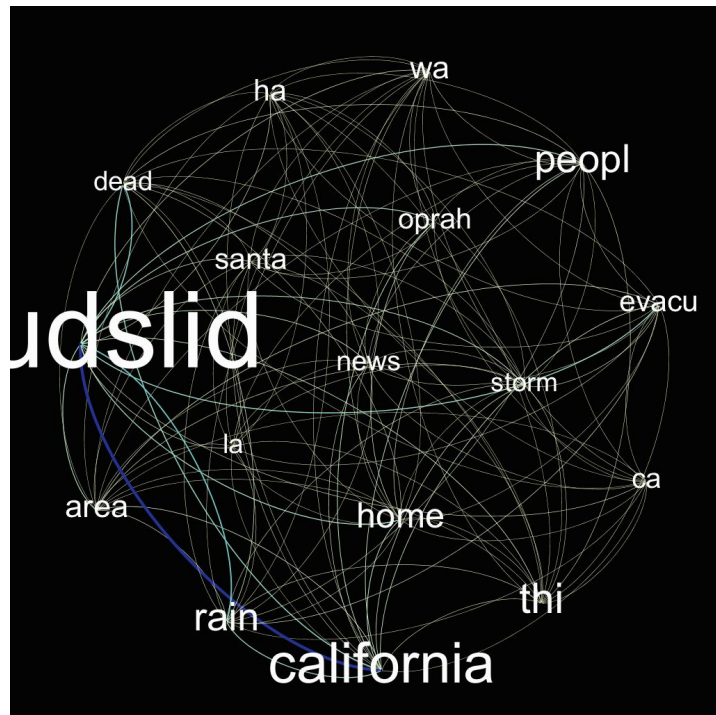 wa
ha
peopl
dead
oprah
santa
evacu
udslid
news
storm
la
ca
area
home
thi
rain
california